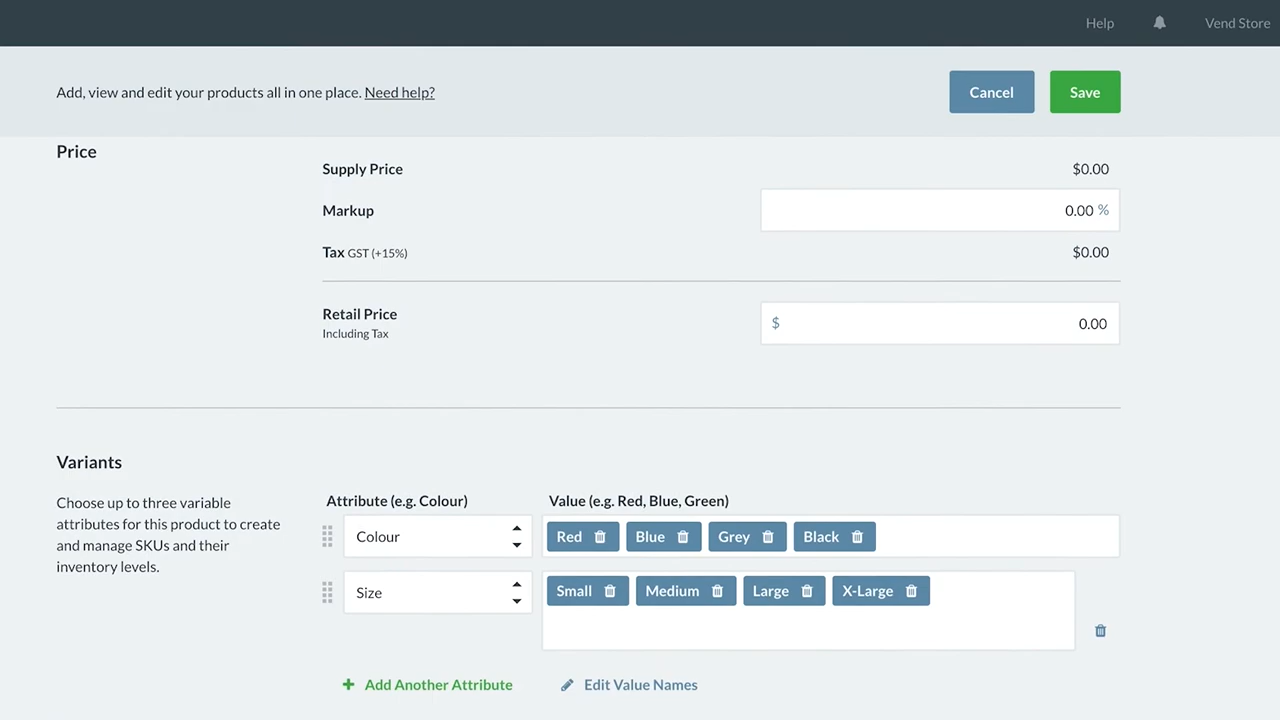 Help Vend Store
Add, view and edit your products all in one place. Need help? Cancel Save
Price
Supply Price $0.00
Markup 0.00 %
Tax GST (+15%) $0.00
Retail Price $ 0.00
Including Tax
Variants
Choose up to three variable
attributes for this product to create
and manage SKUs and their
inventory levels.
Attribute (e.g. Colour) Value (e.g. Red, Blue, Green)
Colour Red Blue Grey Black
Size Small Medium Large X-Large
Add Another Attribute Edit Value Names